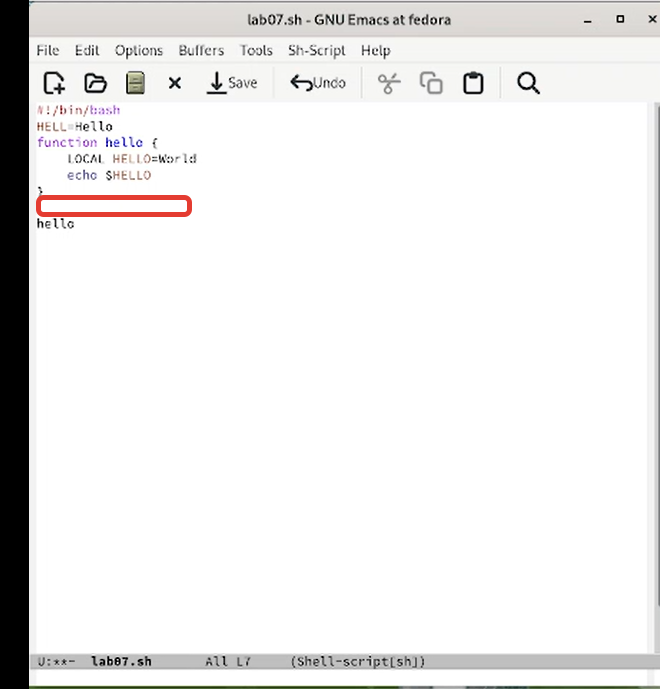 lab07.sh - GNU Emacs at fedora
File Edit Options Buffers Tools Sh-Script Help
Save Undo
#!/bin/bash
HELL=Hello
function hello {
    LOCAL HELLO=World
    echo $HELLO
}
hello
U:**- lab07.sh All L7 (Shell-script[sh])